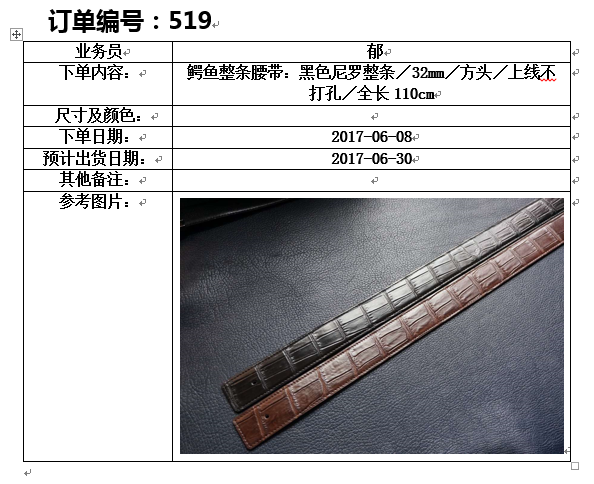 订单编号：519
业务员 郁
下单内容： 鳄鱼整条腰带：黑色尼罗整条／32mm／方头／上线不
打孔／全长 110cm
尺寸及颜色：
下单日期： 2017-06-08
预计出货日期： 2017-06-30
其他备注：
参考图片：